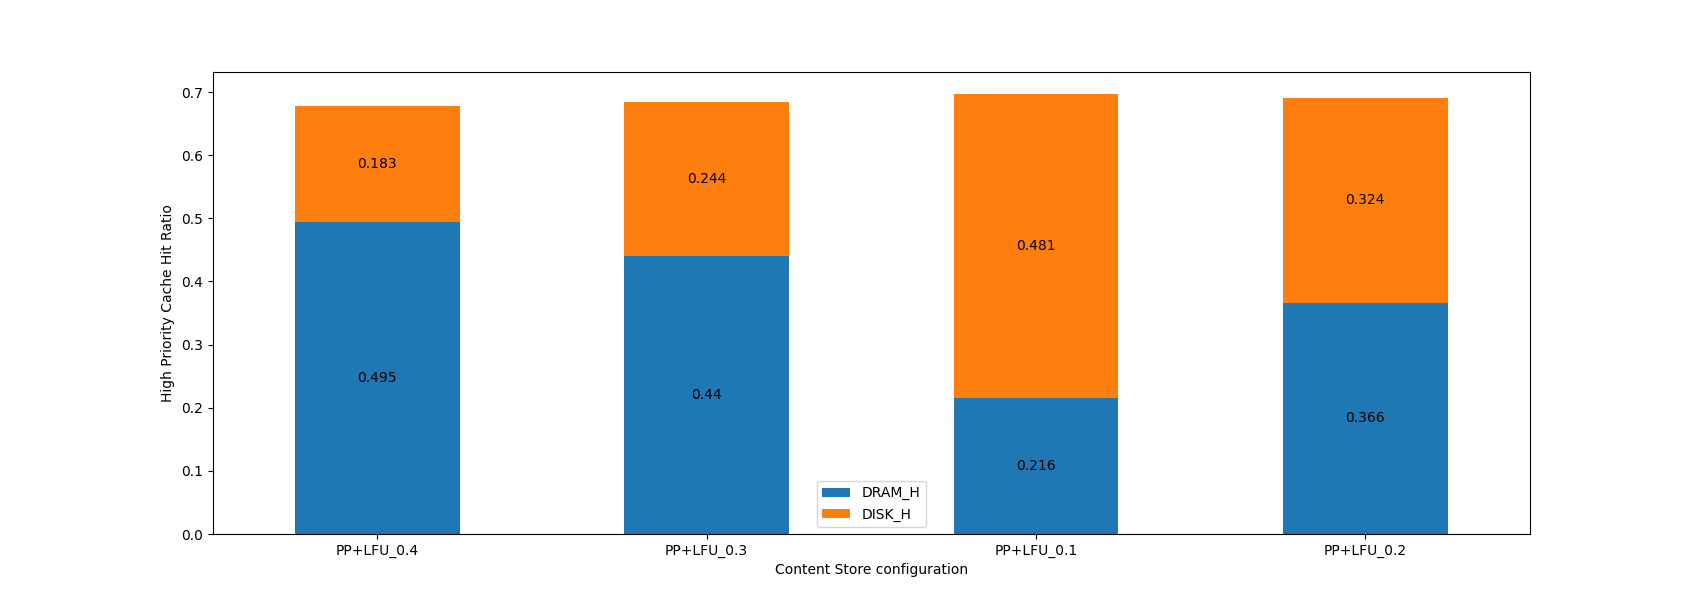 High Priority Cache Hit Ratio
0.7
0.6
0.5
0.4
0.3
0.2
0.1
0.0
0.183
0.495
0.244
0.44
0.481
0.216
0.324
0.366
DRAM_H
DISK_H
PP+LFU_0.4
PP+LFU_0.3
PP+LFU_0.1
PP+LFU_0.2
Content Store configuration